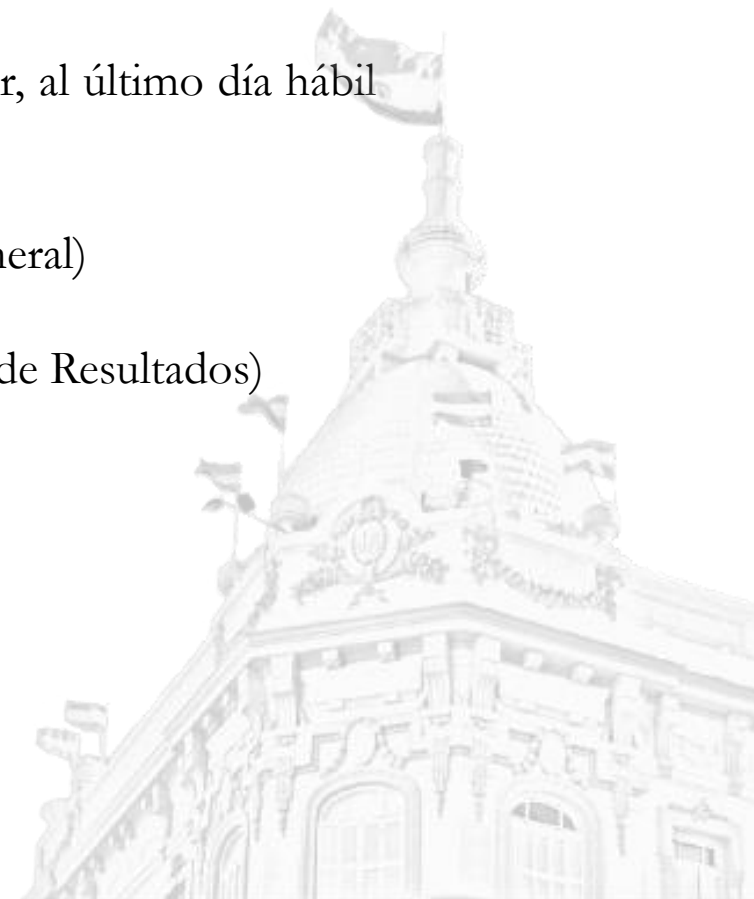 r, al último día hábil
neral)
de Resultados)